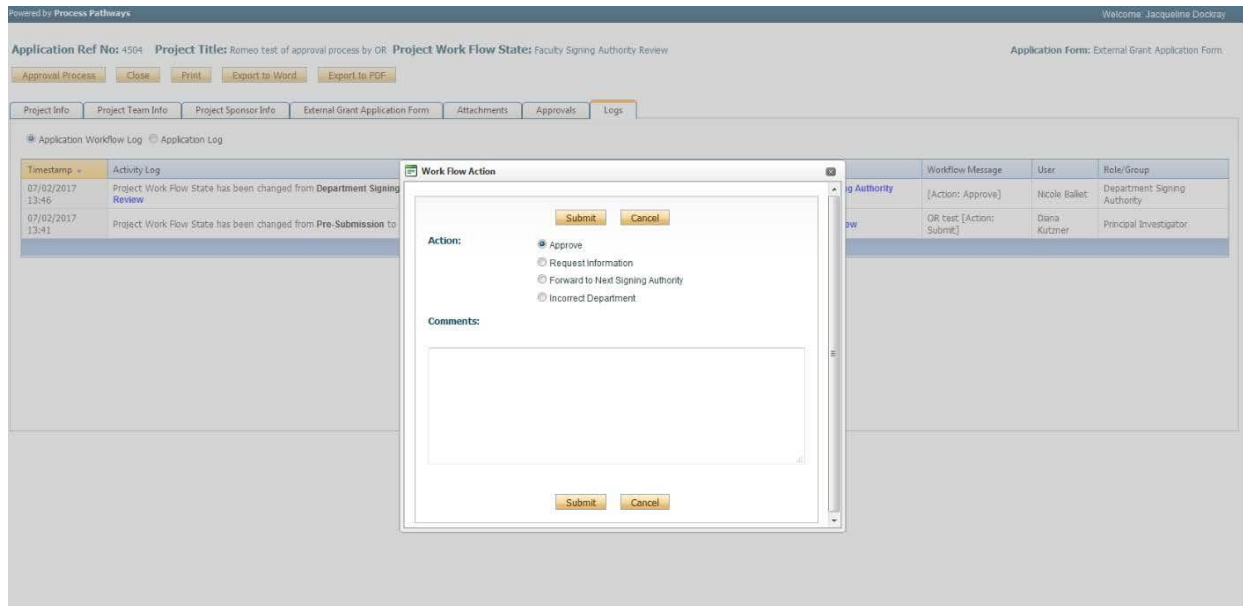 Powered by Process Pathways
Welcome: Jacqueline Dockray
Application Ref No: 4504 Project Title: Romeo test of approval process by OR Project Work Flow State: Faculty Signing Authority Review
Application Form: External Grant Application Form
Approval Process Close Print Export to Word Export to PDF
Project Info Project Team Info Project Sponsor Info External Grant Application Form Attachments Approvals Logs
Application Workflow Log Application Log
Timestamp Activity Log Workflow Message User Role/Group
07/02/2017 13:46 Project Work Flow State has been changed from Department Signing
Review
Authority
[Action: Approve] Nicole Ballet Department Signing Authority
07/02/2017 13:41 Project Work Flow State has been changed from Pre-Submission to
OR test [Action: Submit] Diana Kutzner Principal Investigator
Work Flow Action
Submit Cancel
Action:
Approve
Request Information
Forward to Next Signing Authority
Incorrect Department
Comments:
Submit Cancel